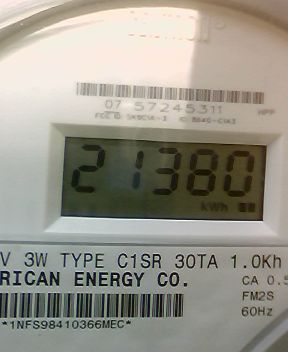 07 57245311
HPP
21380
kWh
V 3W TYPE C1SR 30TA 1.0Kh
RICAN ENERGY CO.
CA 0.5
FM2S
60Hz
*1NFS98410366MEC*